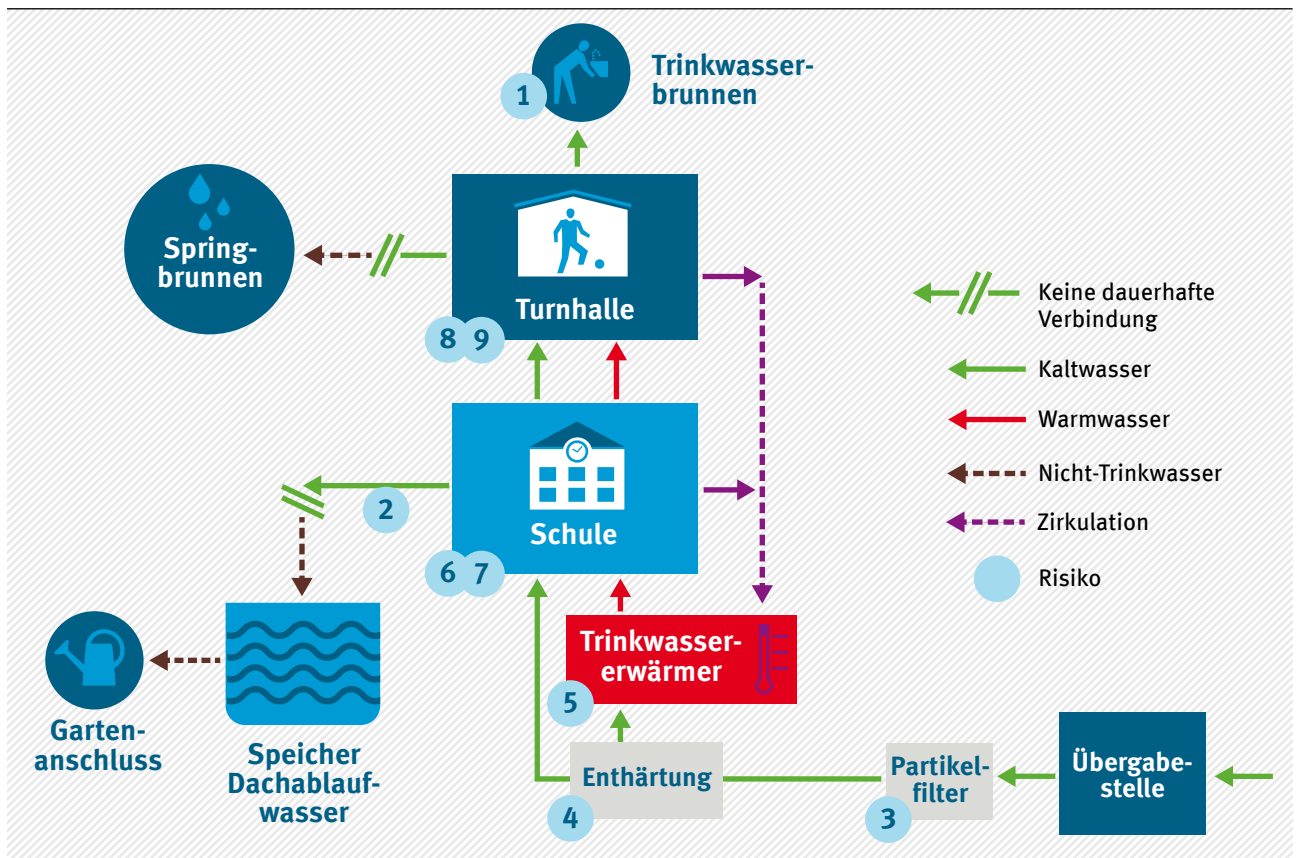 1
Trinkwasser-
brunnen
Spring-
brunnen
Turnhalle
8 9
Keine dauerhafte
Verbindung
Kaltwasser
Warmwasser
Nicht-Trinkwasser
Zirkulation
Risiko
2
Schule
6 7
Trinkwasser-
erwärmer
5
Garten-
anschluss
Speicher
Dachablauf-
wasser
Enthärtung
4
Partikel-
filter
3
Übergabe-
stelle